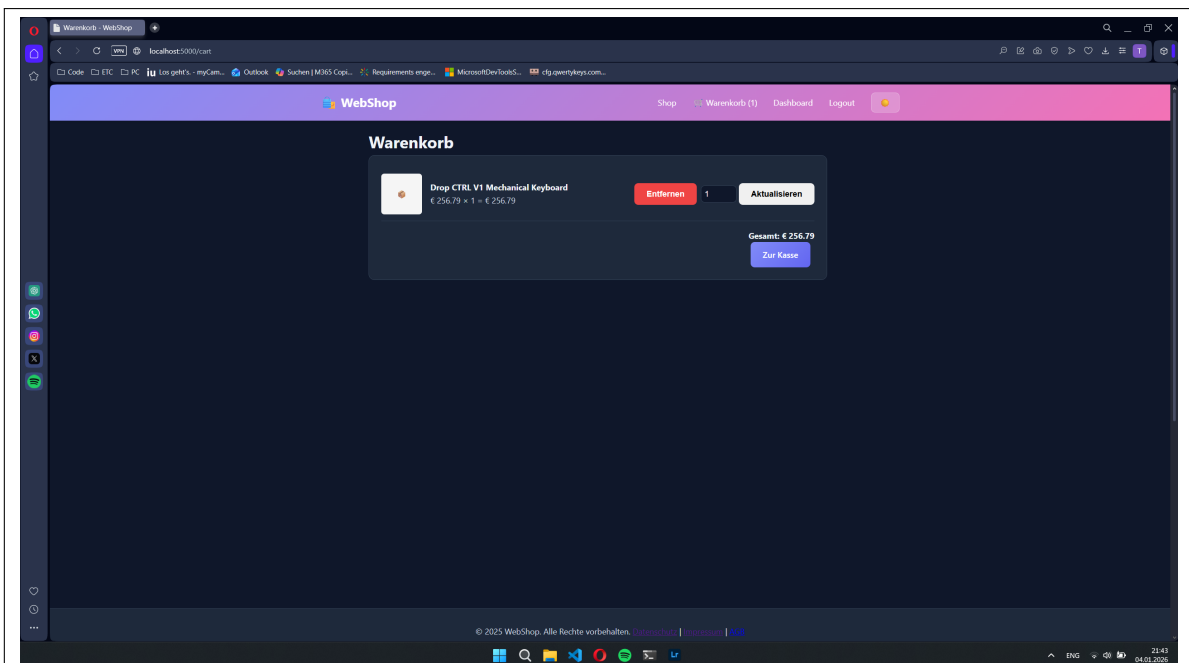 Warenkorb - WebShop
VPN localhost:5000/cart
Code ETC PC iu Los geht's. - myCam... Outlook Suchen | M365 Copi... Requirements enge... MicrosoftDevToolsS... cfg.qwertykeys.com...
T
WebShop Shop Warenkorb (1) Dashboard Logout
Warenkorb
Drop CTRL V1 Mechanical Keyboard
€ 256.79 × 1 = € 256.79
Entfernen 1 Aktualisieren
Gesamt: € 256.79
Zur Kasse
© 2025 WebShop. Alle Rechte vorbehalten. | |
Lr
ENG 21:43
04.01.2026